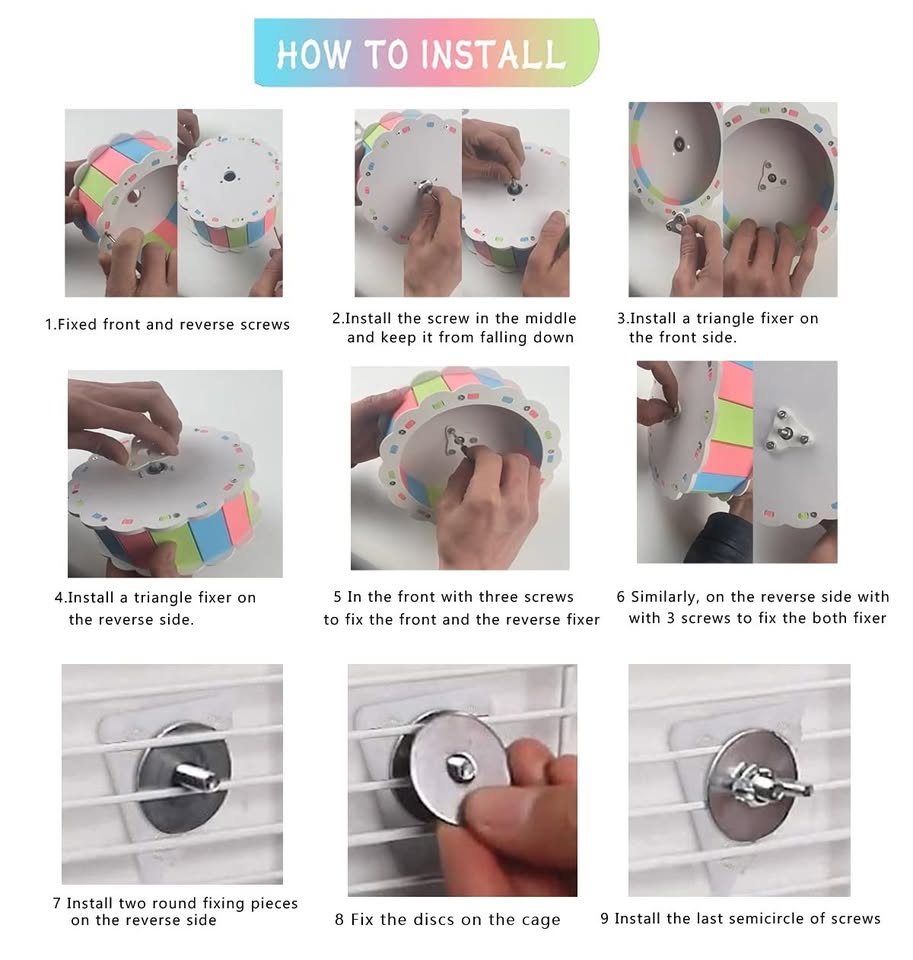 HOW TO INSTALL
1.Fixed front and reverse screws
2.Install the screw in the middle
and keep it from falling down
3.Install a triangle fixer on
the front side.
4.Install a triangle fixer on
the reverse side.
5 In the front with three screws
to fix the front and the reverse fixer
6 Similarly, on the reverse side with
with 3 screws to fix the both fixer
7 Install two round fixing pieces
on the reverse side
8 Fix the discs on the cage
9 Install the last semicircle of screws